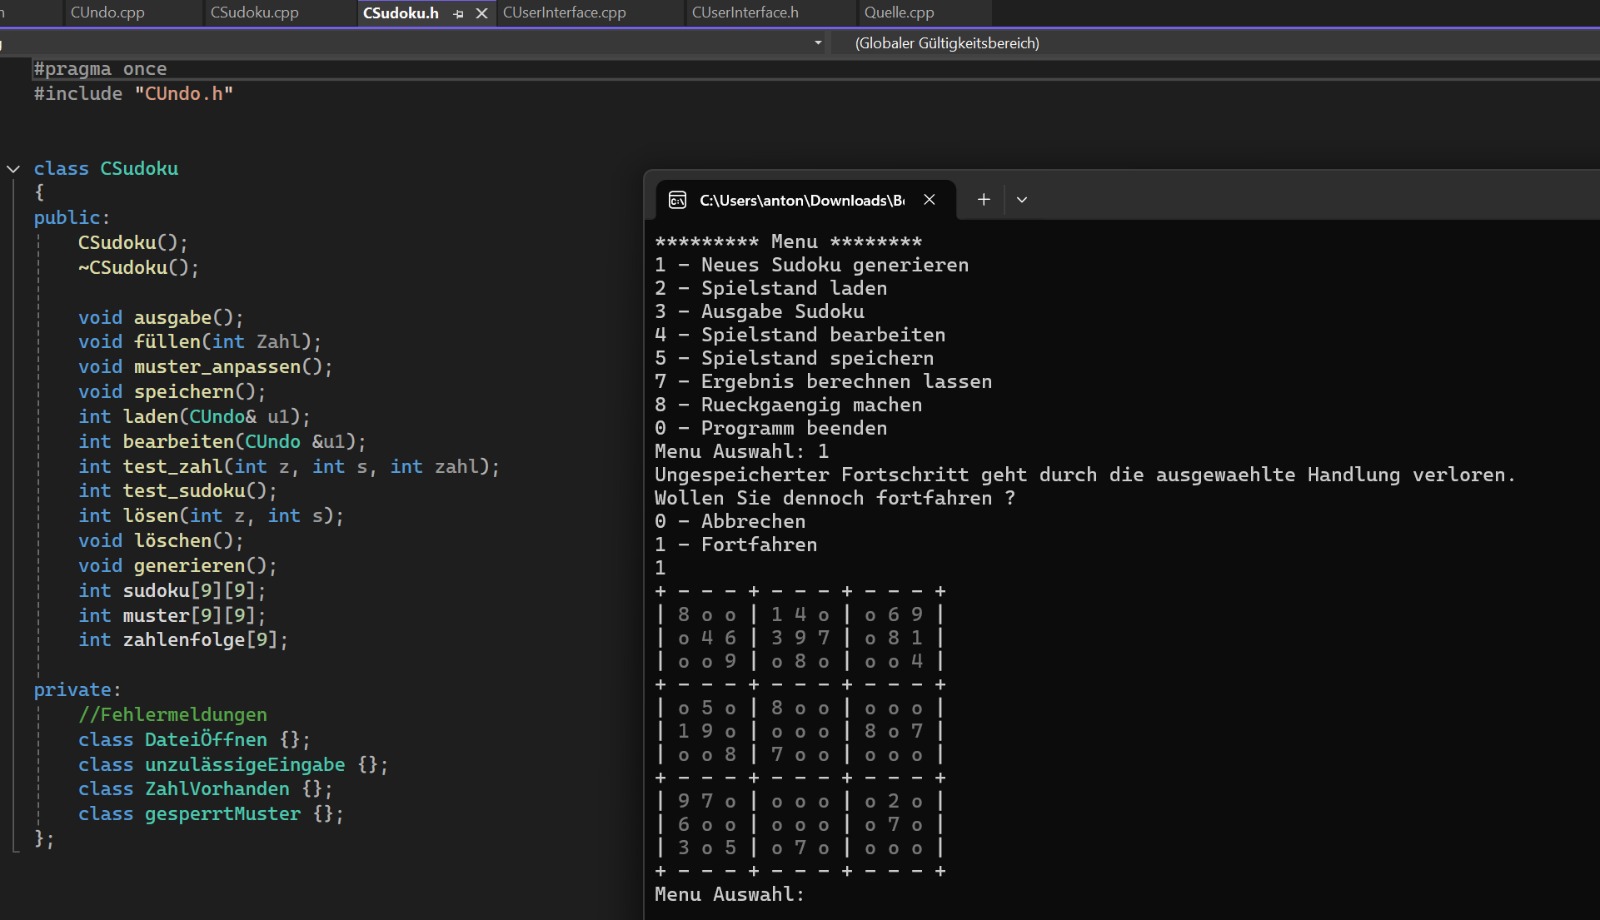 CUndo.cpp
CSudoku.cpp
CSudoku.h
CUserInterface.cpp
CUserInterface.h
Quelle.cpp
(Globaler Gültigkeitsbereich)
#pragma once
#include "CUndo.h"
class CSudoku
{
public:
CSudoku();
~CSudoku();
void ausgabe();
void füllen(int Zahl);
void muster_anpassen();
void speichern();
int laden(CUndo& u1);
int bearbeiten(CUndo &u1);
int test_zahl(int z, int s, int zahl);
int test_sudoku();
int lösen(int z, int s);
void löschen();
void generieren();
int sudoku[9][9];
int muster[9][9];
int zahlenfolge[9];
private:
//Fehlermeldungen
class DateiÖffnen {};
class unzulässigeEingabe {};
class ZahlVorhanden {};
class gesperrtMuster {};
};
C:\Users\anton\Downloads\B
********* Menu ********
1 - Neues Sudoku generieren
2 - Spielstand laden
3 - Ausgabe Sudoku
4 - Spielstand bearbeiten
5 - Spielstand speichern
7 - Ergebnis berechnen lassen
8 - Rueckgaengig machen
0 - Programm beenden
Menu Auswahl: 1
Ungespeicherter Fortschritt geht durch die ausgewaehlte Handlung verloren.
Wollen Sie dennoch fortfahren ?
0 - Abbrechen
1 - Fortfahren
1
+ - - - + - - - + - - - +
| 8 o o | 1 4 o | o 6 9 |
| o 4 6 | 3 9 7 | o 8 1 |
| o o 9 | o 8 o | o o 4 |
+ - - - + - - - + - - - +
| o 5 o | 8 o o | o o o |
| 1 9 o | o o o | 8 o 7 |
| o o 8 | 7 o o | o o o |
+ - - - + - - - + - - - +
| 9 7 o | o o o | o 2 o |
| 6 o o | o o o | o 7 o |
| 3 o 5 | o 7 o | o o o |
+ - - - + - - - + - - - +
Menu Auswahl: